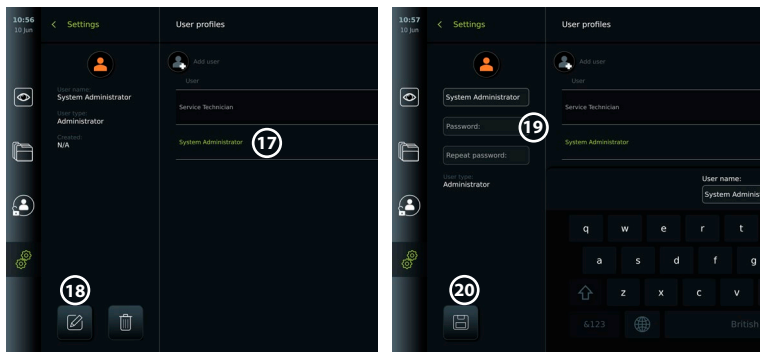 10:56
10 Jun
Settings
User profiles
Add user
User
User name:
System Administrator
User type:
Administrator
Created:
N/A
Service Technician
System Administrator
17
18
10:57
10 Jun
Settings
User profiles
Add user
User
System Administrator
Password:
19
Repeat password:
User type:
Administrator
Service Technician
System Administrator
User name:
System Adminis
q w e r t
a s d f g
z x c v
&123
British
20